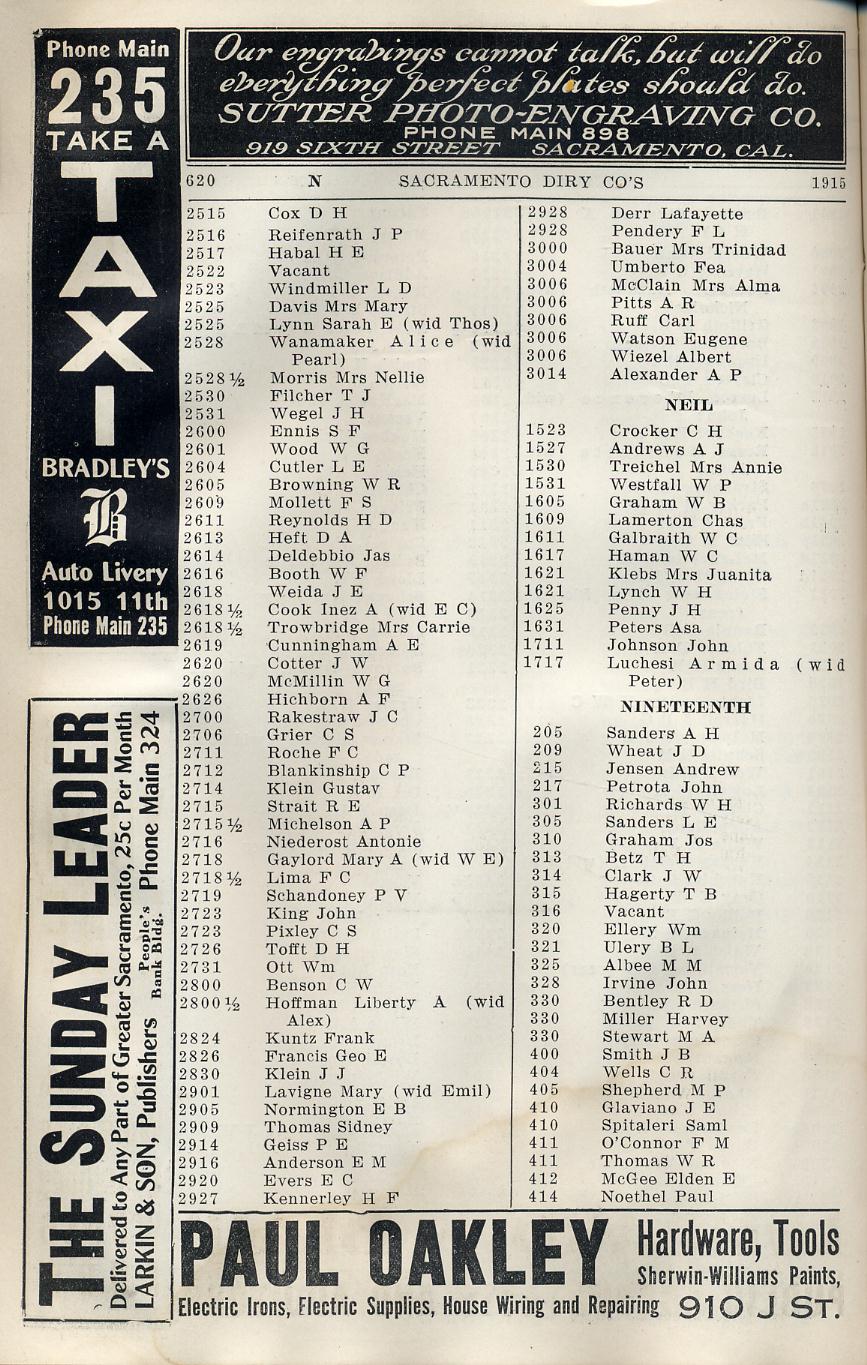 Phone Main
235
TAKE A
TAXI
BRADLEY'S
B
Auto Livery
1015 11th
Phone Main 235
THE SUNDAY LEADER
Delivered to Any Part of Greater Sacramento, 25c Per Month
LARKIN & SON, Publishers People's Bank Bldg. Phone Main 324
Our engravings cannot talk, but will do
everything perfect plates should do.
SUTTER PHOTO-ENGRAVING CO.
PHONE MAIN 898
919 SIXTH STREET SACRAMENTO, CAL.
620 N SACRAMENTO DIRY CO'S 1915
2515 Cox D H
2516 Reifenrath J P
2517 Habal H E
2522 Vacant
2523 Windmiller L D
2525 Davis Mrs Mary
2525 Lynn Sarah E (wid Thos)
2528 Wanamaker Alice (wid
Pearl)
2528½ Morris Mrs Nellie
2530 Filcher T J
2531 Wegel J H
2600 Ennis S F
2601 Wood W G
2604 Cutler L E
2605 Browning W R
2609 Mollett F S
2611 Reynolds H D
2613 Heft D A
2614 Deldebbio Jas
2616 Booth W F
2618 Weida J E
2618½ Cook Inez A (wid E C)
2618½ Trowbridge Mrs Carrie
2619 Cunningham A E
2620 Cotter J W
2620 McMillin W G
2626 Hichborn A F
2700 Rakestraw J C
2706 Grier C S
2711 Roche F C
2712 Blankinship C P
2714 Klein Gustav
2715 Strait R E
2715½ Michelson A P
2716 Niederost Antonie
2718 Gaylord Mary A (wid W E)
2718½ Lima F C
2719 Schandoney P V
2723 King John
2723 Pixley C S
2726 Tofft D H
2731 Ott Wm
2800 Benson C W
2800½ Hoffman Liberty A (wid
Alex)
2824 Kuntz Frank
2826 Francis Geo E
2830 Klein J J
2901 Lavigne Mary (wid Emil)
2905 Normington E B
2909 Thomas Sidney
2914 Geiss P E
2916 Anderson E M
2920 Evers E C
2927 Kennerley H F
2928 Derr Lafayette
2928 Pendery F L
3000 Bauer Mrs Trinidad
3004 Umberto Fea
3006 McClain Mrs Alma
3006 Pitts A R
3006 Ruff Carl
3006 Watson Eugene
3006 Wiezel Albert
3014 Alexander A P
NEIL
1523 Crocker C H
1527 Andrews A J
1530 Treichel Mrs Annie
1531 Westfall W P
1605 Graham W B
1609 Lamerton Chas
1611 Galbraith W C
1617 Haman W C
1621 Klebs Mrs Juanita
1621 Lynch W H
1625 Penny J H
1631 Peters Asa
1711 Johnson John
1717 Luchesi Armida (wid
Peter)
NINETEENTH
205 Sanders A H
209 Wheat J D
215 Jensen Andrew
217 Petrota John
301 Richards W H
305 Sanders L E
310 Graham Jos
313 Betz T H
314 Clark J W
315 Hagerty T B
316 Vacant
320 Ellery Wm
321 Ulery B L
325 Albee M M
328 Irvine John
330 Bentley R D
330 Miller Harvey
330 Stewart M A
400 Smith J B
404 Wells C R
405 Shepherd M P
410 Glaviano J E
410 Spitaleri Saml
411 O'Connor F M
411 Thomas W R
412 McGee Elden E
414 Noethel Paul
PAUL OAKLEY Hardware, Tools
Sherwin-Williams Paints,
Electric Irons, Electric Supplies, House Wiring and Repairing 910 J ST.